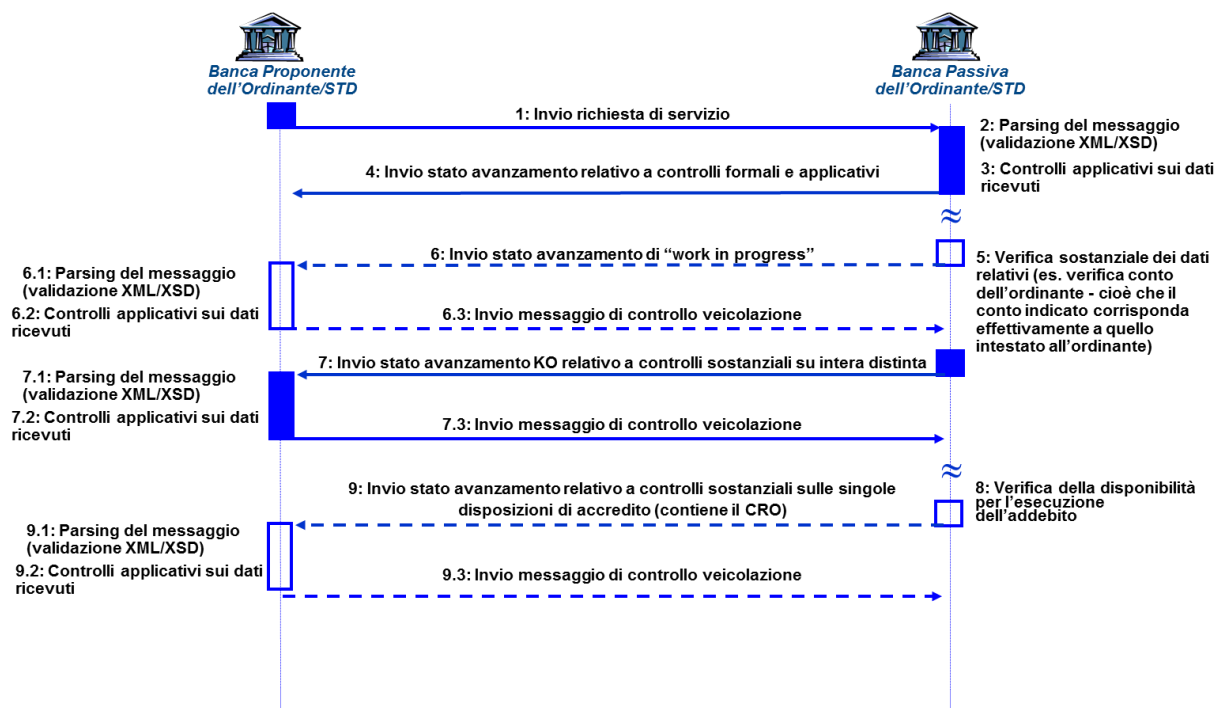 Banca Proponente
dell'Ordinante/STD
Banca Passiva
dell'Ordinante/STD
1: Invio richiesta di servizio
2: Parsing del messaggio
(validazione XML/XSD)
3: Controlli applicativi sui dati
ricevuti
4: Invio stato avanzamento relativo a controlli formali e applicativi
≈
5: Verifica sostanziale dei dati
relativi (es. verifica conto
dell'ordinante - cioè che il
conto indicato corrisponda
effettivamente a quello
intestato all'ordinante)
6: Invio stato avanzamento di “work in progress”
6.1: Parsing del messaggio
(validazione XML/XSD)
6.2: Controlli applicativi sui dati
ricevuti
6.3: Invio messaggio di controllo veicolazione
7: Invio stato avanzamento KO relativo a controlli sostanziali su intera distinta
7.1: Parsing del messaggio
(validazione XML/XSD)
7.2: Controlli applicativi sui dati
ricevuti
7.3: Invio messaggio di controllo veicolazione
≈
8: Verifica della disponibilità
per l'esecuzione
dell'addebito
9: Invio stato avanzamento relativo a controlli sostanziali sulle singole
disposizioni di accredito (contiene il CRO)
9.1: Parsing del messaggio
(validazione XML/XSD)
9.2: Controlli applicativi sui dati
ricevuti
9.3: Invio messaggio di controllo veicolazione